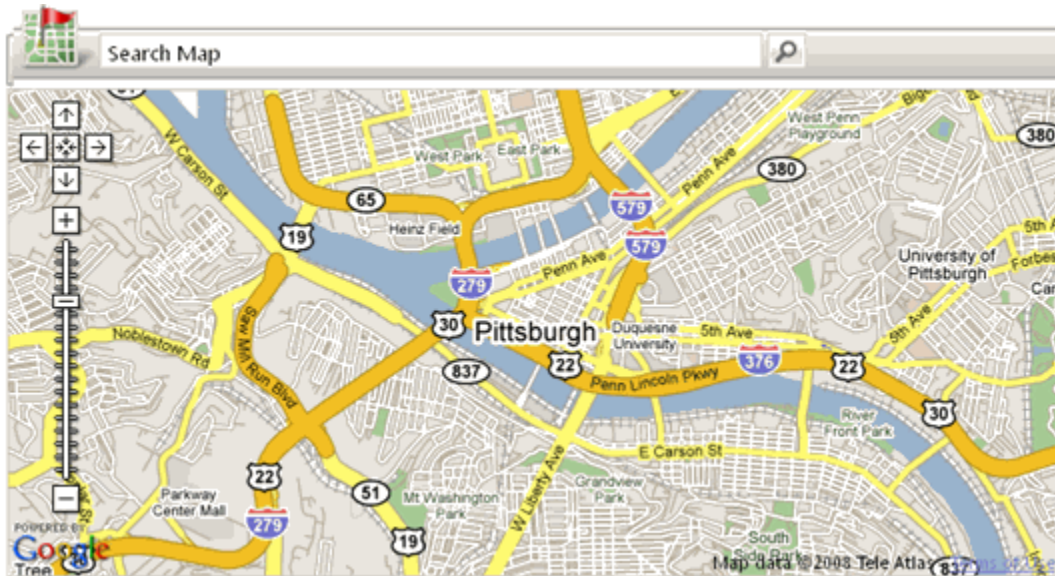 Search Map
W Carson St
West Park
East Park
West Penn
Playground
380
380
65
19
Heinz Field
Penn Ave
579
579
Penn Ave
279
30
Pittsburgh
Duquesne
University
5th Ave
University of
Pittsburgh
5th A
Forbes
Car
5th Ave
Noblestown Rd
Saw Mill Run Blvd
837
22
376
22
Penn Lincoln Pkwy
30
River
Front Park
E Carson St
W Liberty Ave
Grandview
Park
Mt Washington
Park
22
51
Parkway
Center Mall
279
19
South
Side Park
POWERED BY
Google
Tree
Map data ©2008 Tele Atlas
837